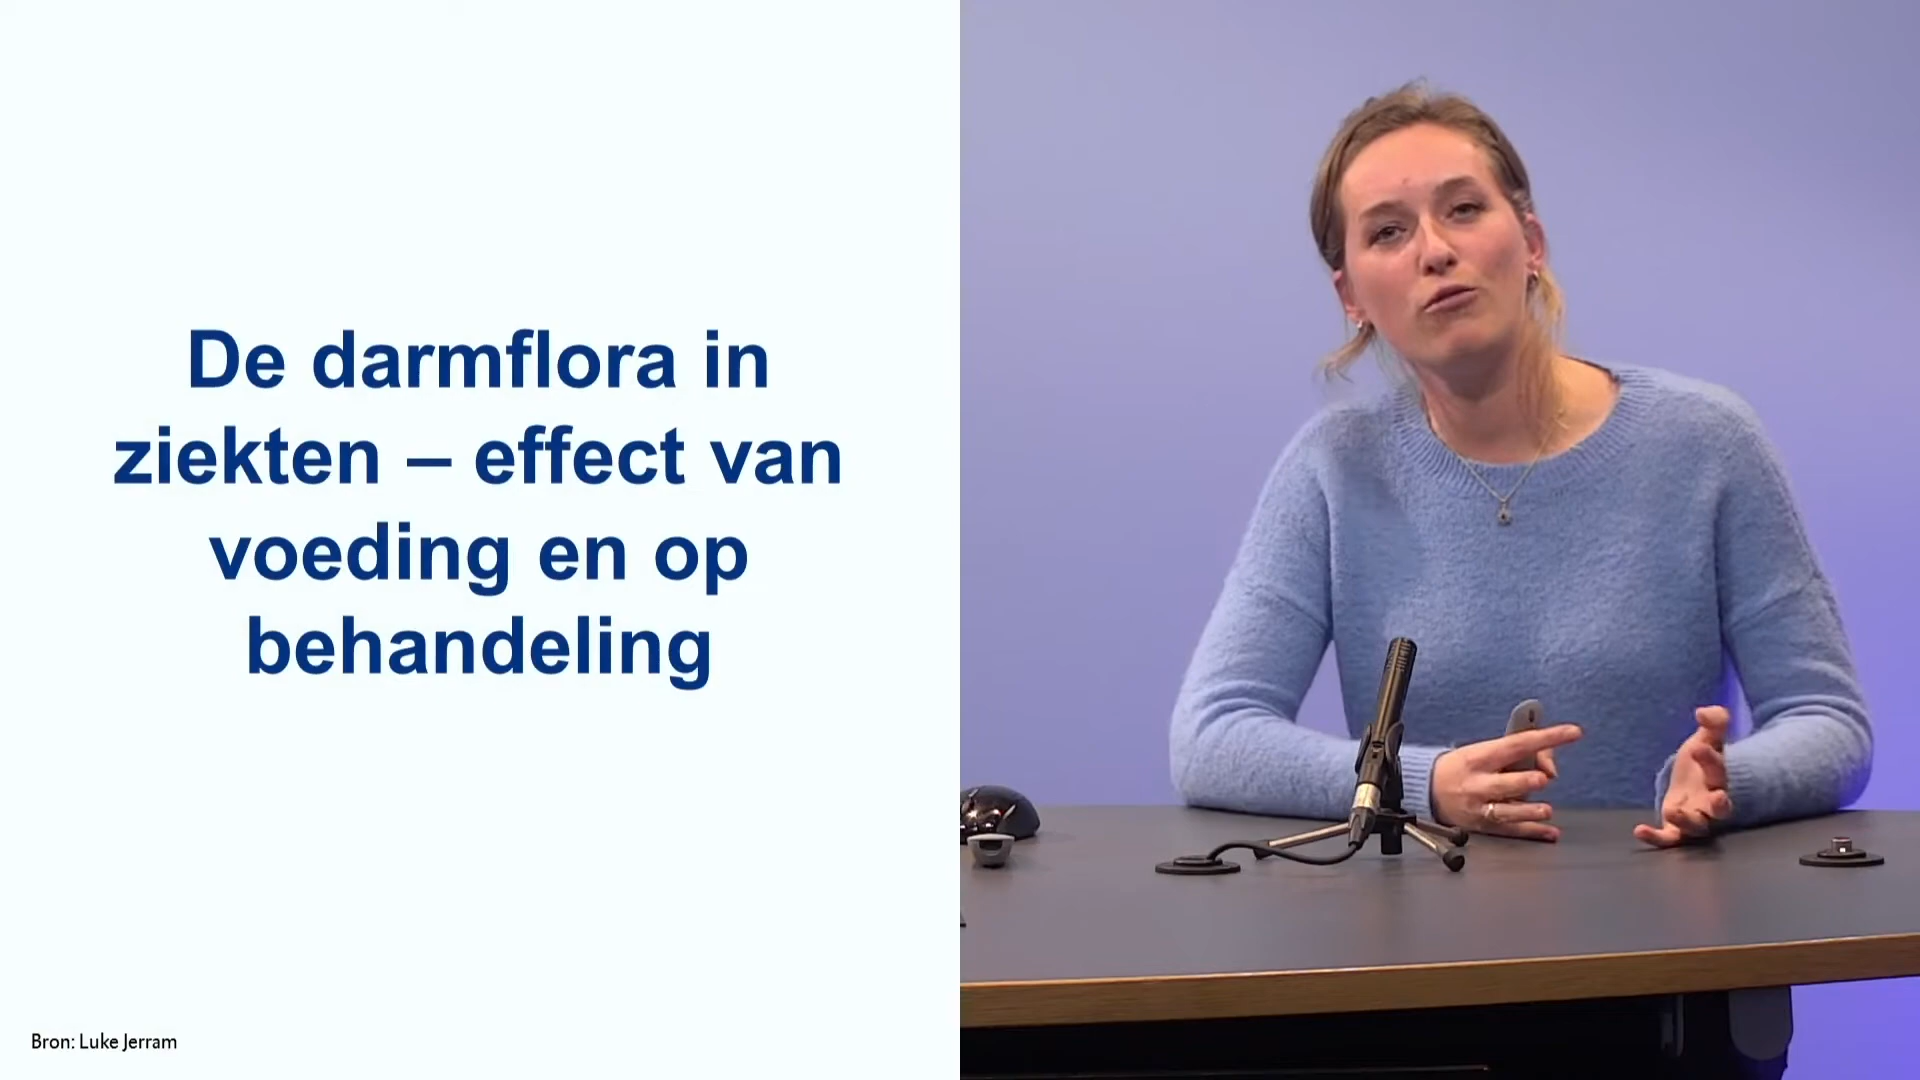 De darmflora in
ziekten – effect van
voeding en op
behandeling
Bron: Luke Jerram